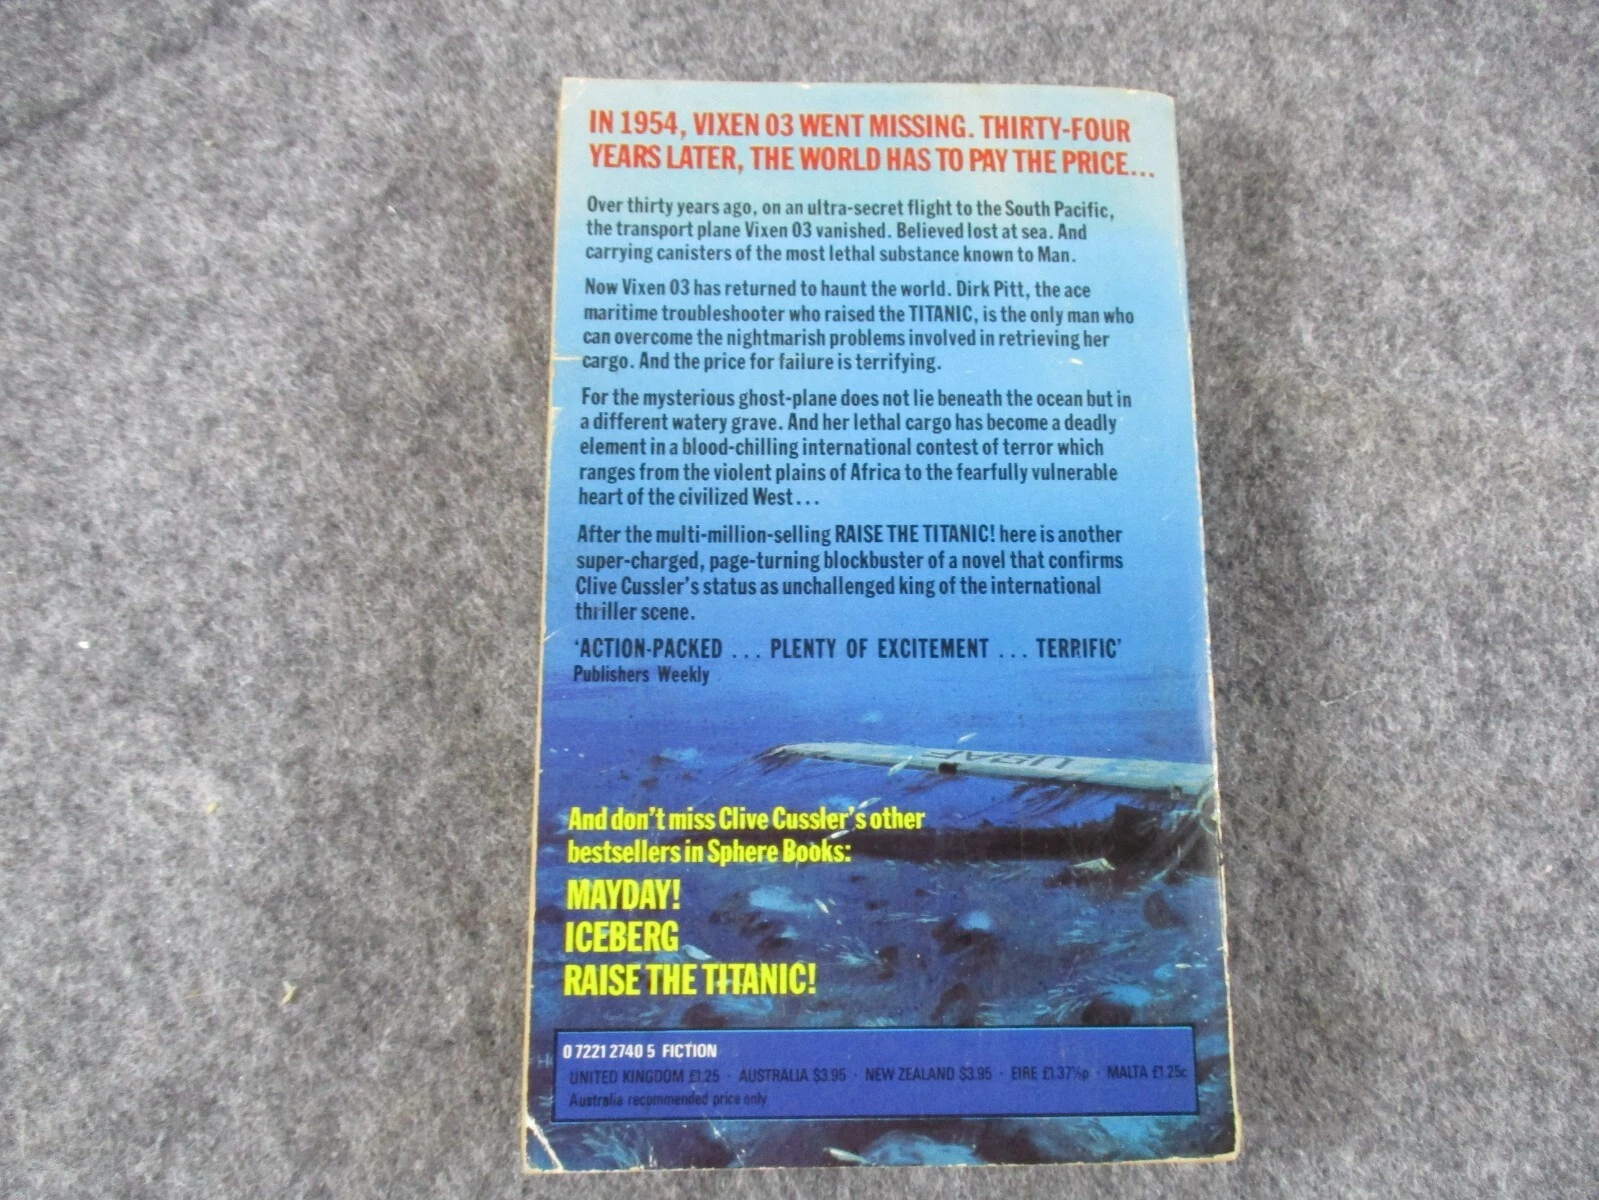 IN 1954, VIXEN 03 WENT MISSING. THIRTY-FOUR
YEARS LATER, THE WORLD HAS TO PAY THE PRICE...
Over thirty years ago, on an ultra-secret flight to the South Pacific,
the transport plane Vixen 03 vanished. Believed lost at sea. And
carrying canisters of the most lethal substance known to Man.
Now Vixen 03 has returned to haunt the world. Dirk Pitt, the ace
maritime troubleshooter who raised the TITANIC, is the only man who
can overcome the nightmarish problems involved in retrieving her
cargo. And the price for failure is terrifying.
For the mysterious ghost-plane does not lie beneath the ocean but in
a different watery grave. And her lethal cargo has become a deadly
element in a blood-chilling international contest of terror which
ranges from the violent plains of Africa to the fearfully vulnerable
heart of the civilized West...
After the multi-million-selling RAISE THE TITANIC! here is another
super-charged, page-turning blockbuster of a novel that confirms
Clive Cussler's status as unchallenged king of the international
thriller scene.
'ACTION-PACKED ... PLENTY OF EXCITEMENT ... TERRIFIC'
Publishers Weekly
USAF
And don't miss Clive Cussler's other
bestsellers in Sphere Books:
MAYDAY!
ICEBERG
RAISE THE TITANIC!
0 7221 2740 5 FICTION
UNITED KINGDOM £1.25 · AUSTRALIA $3.95 · NEW ZEALAND $3.95 · EIRE £1.37½p · MALTA £1.25c
Australia recommended price only